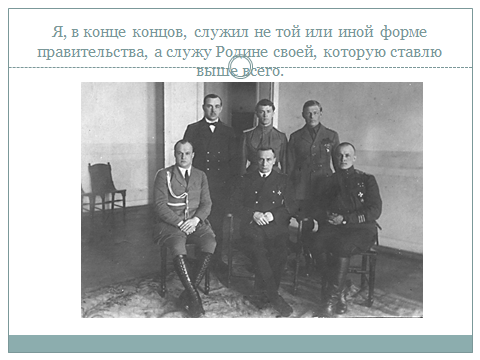 Я, в конце концов, служил не той или иной форме
правительства, а служу Родине своей, которую ставлю
выше всего.